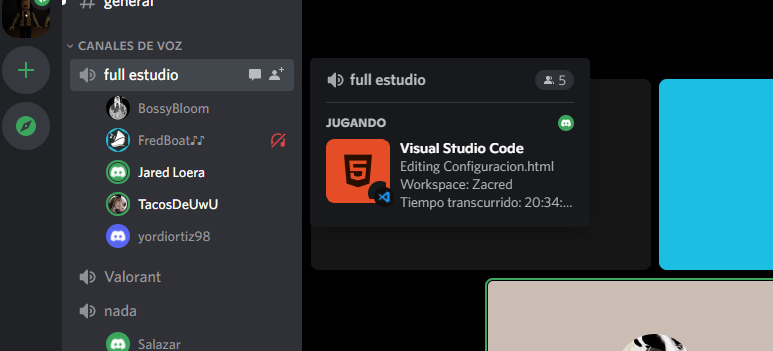 general
CANALES DE VOZ
full estudio
BossyBloom
FredBoat♪♪
Jared Loera
TacosDeUwU
yordiortiz98
Valorant
nada
Salazar
full estudio
5
JUGANDO
Visual Studio Code
Editing Configuracion.html
Workspace: Zacred
Tiempo transcurrido: 20:34:...
5